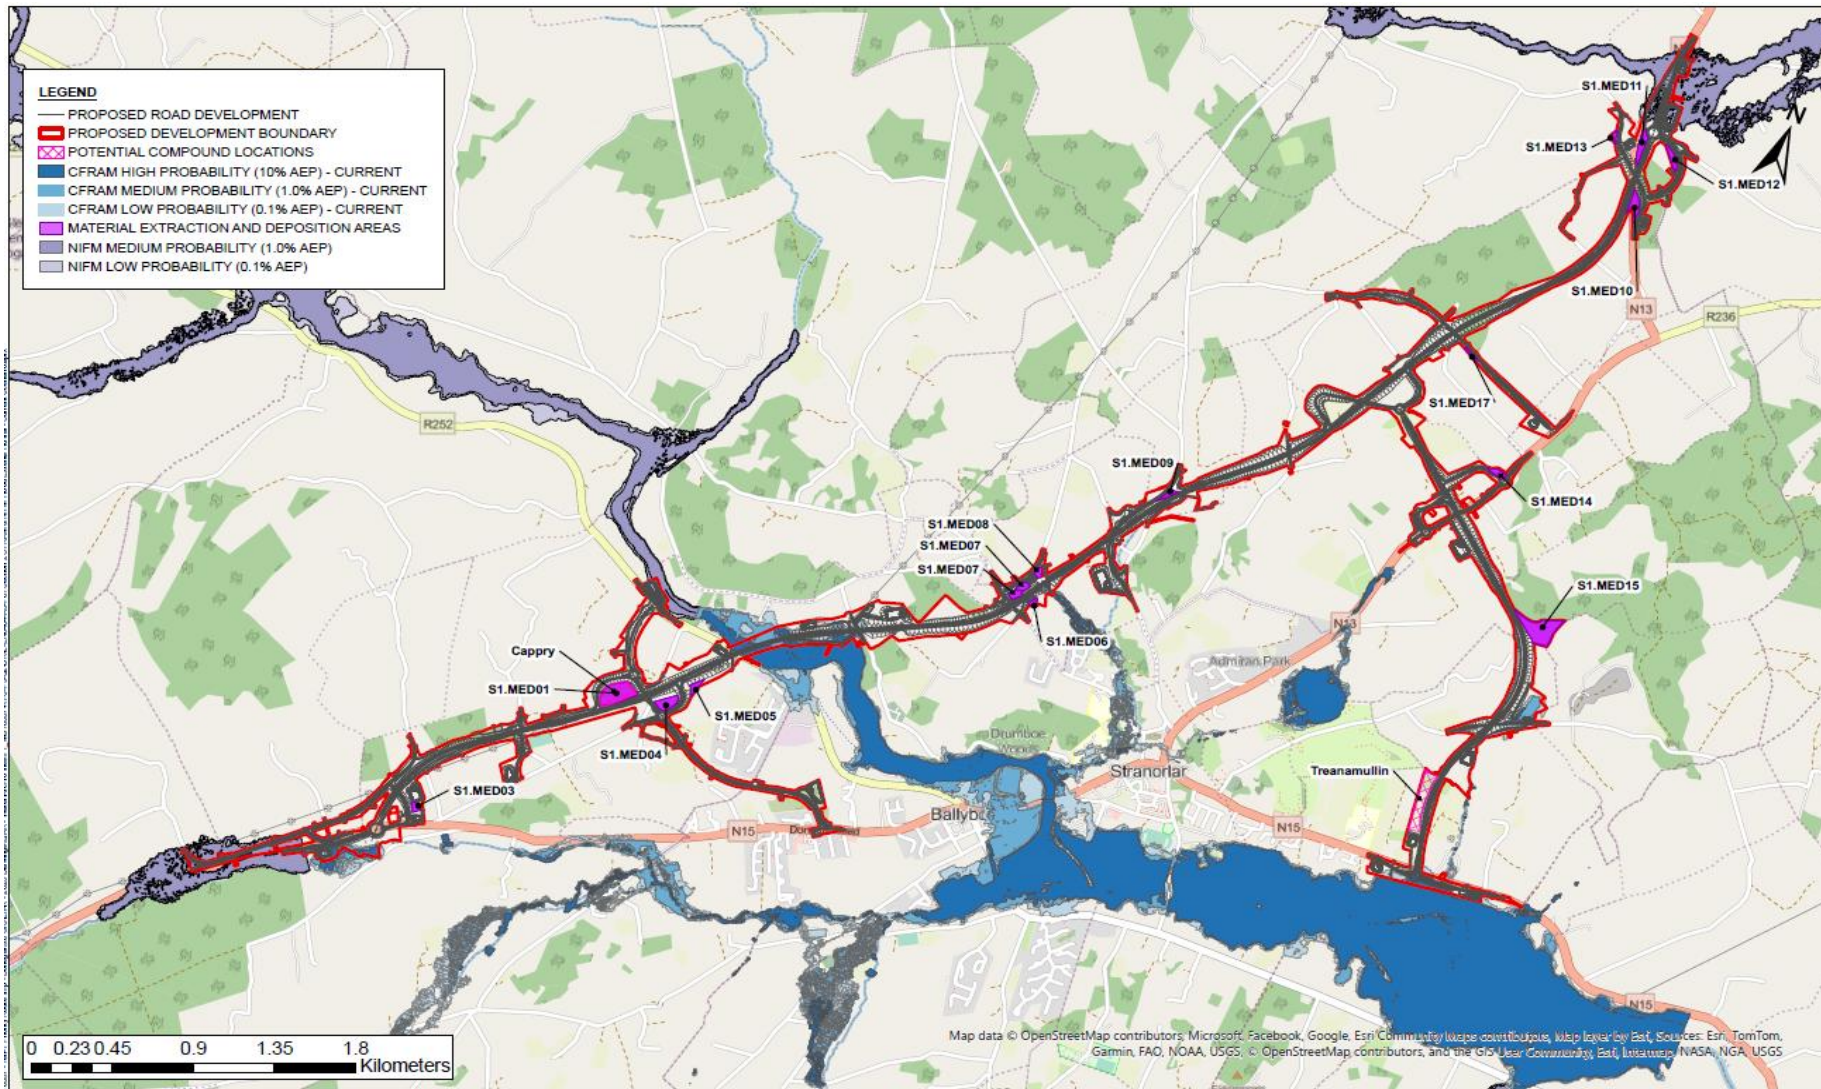 LEGEND
PROPOSED ROAD DEVELOPMENT
PROPOSED DEVELOPMENT BOUNDARY
POTENTIAL COMPOUND LOCATIONS
CFRAM HIGH PROBABILITY (10% AEP) - CURRENT
CFRAM MEDIUM PROBABILITY (1.0% AEP) - CURRENT
CFRAM LOW PROBABILITY (0.1% AEP) - CURRENT
MATERIAL EXTRACTION AND DEPOSITION AREAS
NIFM MEDIUM PROBABILITY (1.0% AEP)
NIFM LOW PROBABILITY (0.1% AEP)
S1.MED11
N
S1.MED13
S1.MED12
S1.MED10
N13
R236
R252
S1.MED17
S1.MED09
S1.MED14
S1.MED08
S1.MED07
S1.MED07
S1.MED15
N13
S1.MED06
Cappry
Admiran Park
S1.MED01
S1.MED05
Drumboe
Woods
S1.MED04
Stranorlar
Treanamullin
S1.MED03
N15
N15
N15
0 0.23 0.45 0.9 1.35 1.8
Kilometers
Map data © OpenStreetMap contributors, Microsoft, Facebook, Google, Esri Community Maps contributors, Map layer by Esri, Sources: Esri, TomTom,
Garmin, FAO, NOAA, USGS, © OpenStreetMap contributors, and the GIS User Community, Esri, Intermap, NASA, NGA, USGS